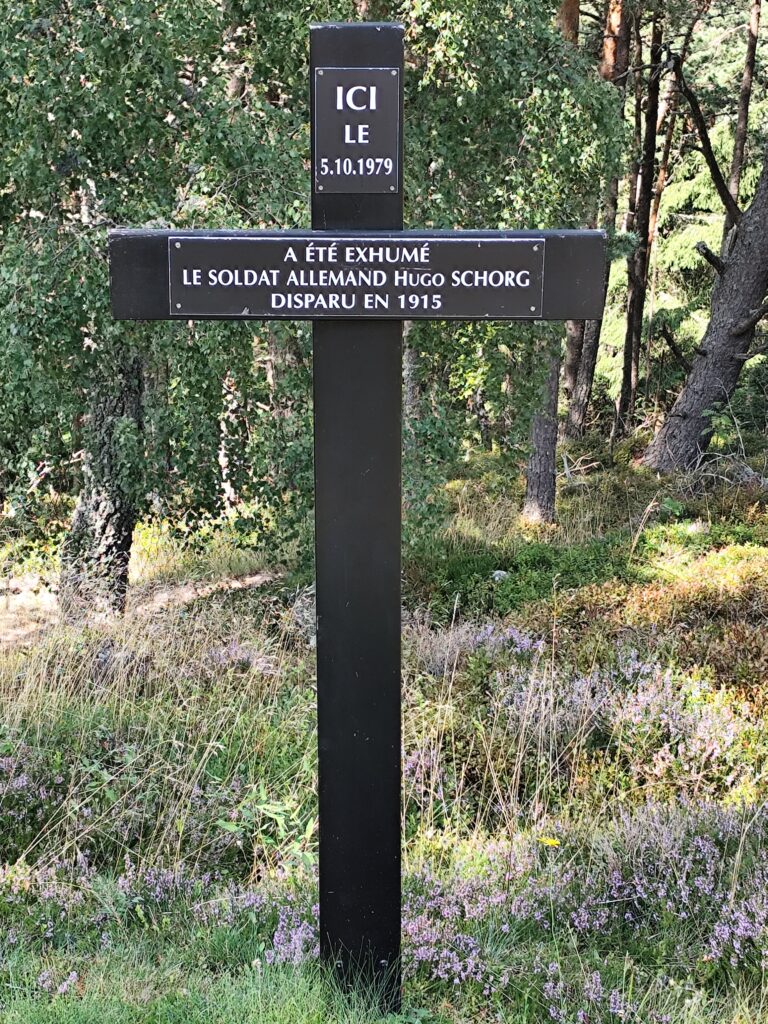 ICI
LE
5.10.1979
A ÉTÉ EXHUMÉ
LE SOLDAT ALLEMAND HUGO SCHORG
DISPARU EN 1915